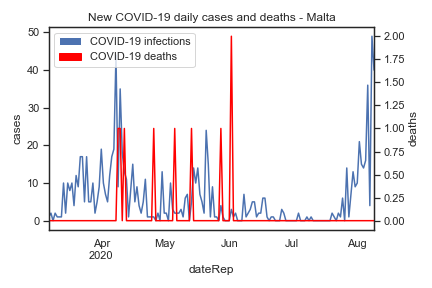 New COVID-19 daily cases and deaths - Malta
COVID-19 infections
COVID-19 deaths
50
40
30
20
10
0
cases
2.00
1.75
1.50
1.25
1.00
0.75
0.50
0.25
0.00
deaths
Apr
2020
May
Jun
Jul
Aug
dateRep